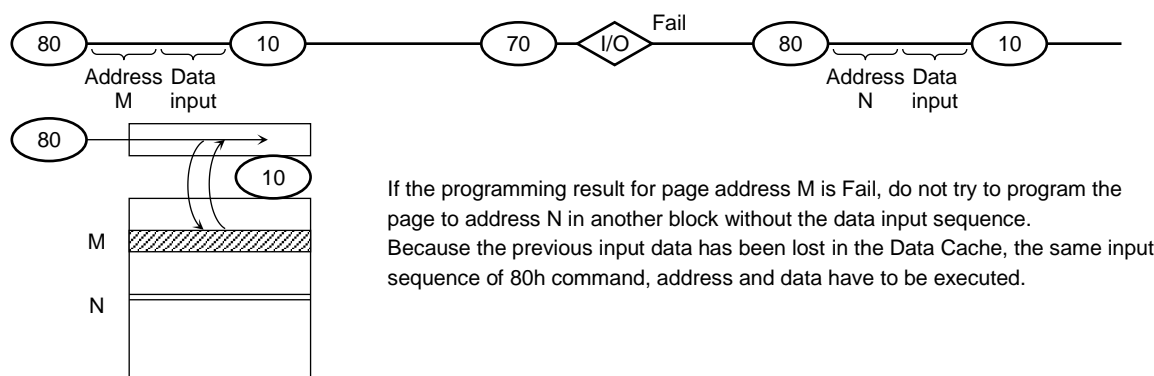 Fail
80 10 70 I/O 80 10
Address Data Address Data
M input N input
80
10
If the programming result for page address M is Fail, do not try to program the
page to address N in another block without the data input sequence.
M
Because the previous input data has been lost in the Data Cache, the same input
sequence of 80h command, address and data have to be executed.
N